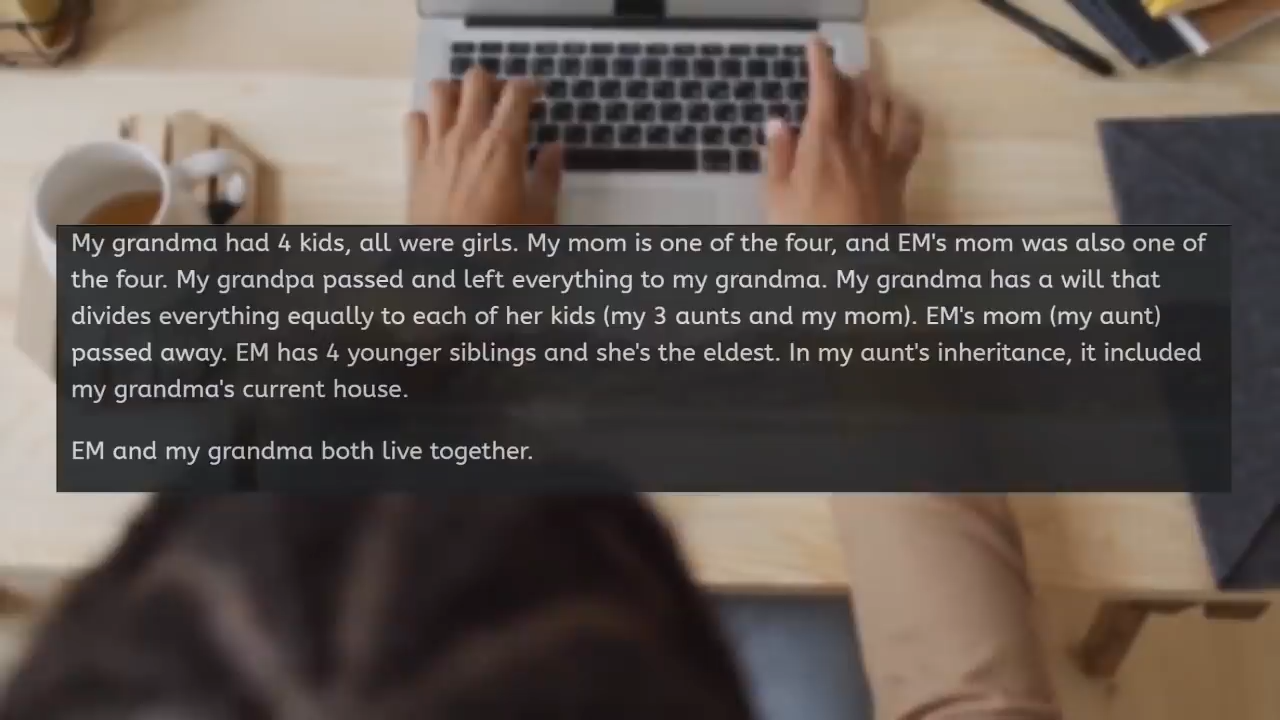 My grandma had 4 kids, all were girls. My mom is one of the four, and EM's mom was also one of
the four. My grandpa passed and left everything to my grandma. My grandma has a will that
divides everything equally to each of her kids (my 3 aunts and my mom). EM's mom (my aunt)
passed away. EM has 4 younger siblings and she's the eldest. In my aunt's inheritance, it included
my grandma's current house.
EM and my grandma both live together.